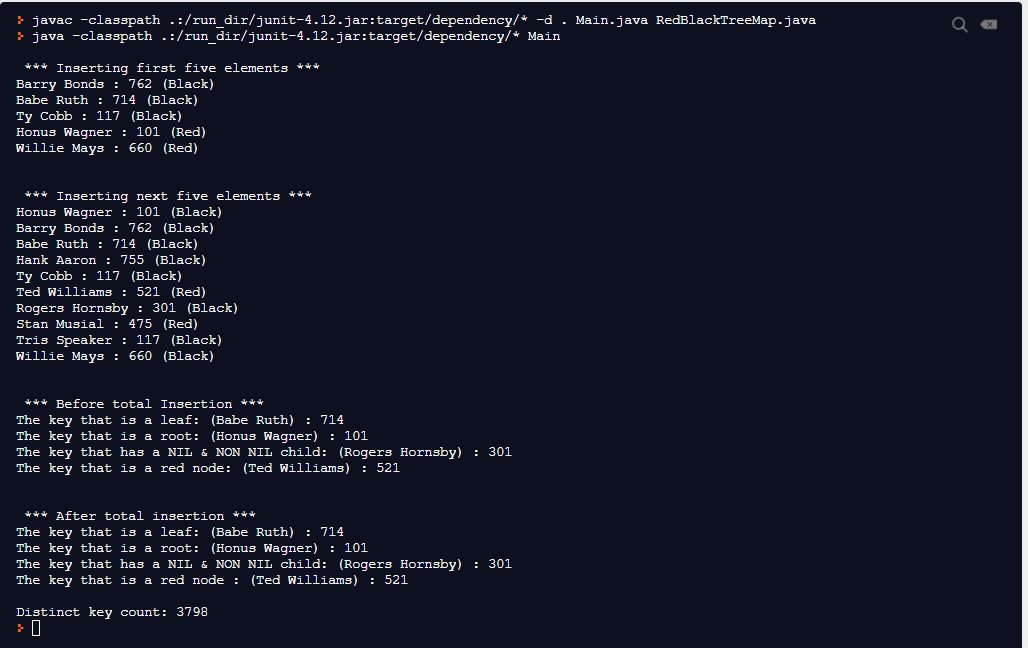 > javac -classpath .:/run_dir/junit-4.12.jar:target/dependency/* -d . Main.java RedBlackTreeMap.java
> java -classpath .:/run_dir/junit-4.12.jar:target/dependency/* Main
*** Inserting first five elements ***
Barry Bonds : 762 (Black)
Babe Ruth : 714 (Black)
Ty Cobb : 117 (Black)
Honus Wagner : 101 (Red)
Willie Mays : 660 (Red)
*** Inserting next five elements ***
Honus Wagner : 101 (Black)
Barry Bonds : 762 (Black)
Babe Ruth : 714 (Black)
Hank Aaron : 755 (Black)
Ty Cobb : 117 (Black)
Ted Williams : 521 (Red)
Rogers Hornsby : 301 (Black)
Stan Musial : 475 (Red)
Tris Speaker : 117 (Black)
Willie Mays : 660 (Black)
*** Before total Insertion ***
The key that is a leaf: (Babe Ruth) : 714
The key that is a root: (Honus Wagner) : 101
The key that has a NIL & NON NIL child: (Rogers Hornsby) : 301
The key that is a red node: (Ted Williams) : 521
*** After total insertion ***
The key that is a leaf: (Babe Ruth) : 714
The key that is a root: (Honus Wagner) : 101
The key that has a NIL & NON NIL child: (Rogers Hornsby) : 301
The key that is a red node : (Ted Williams) : 521
Distinct key count: 3798
>